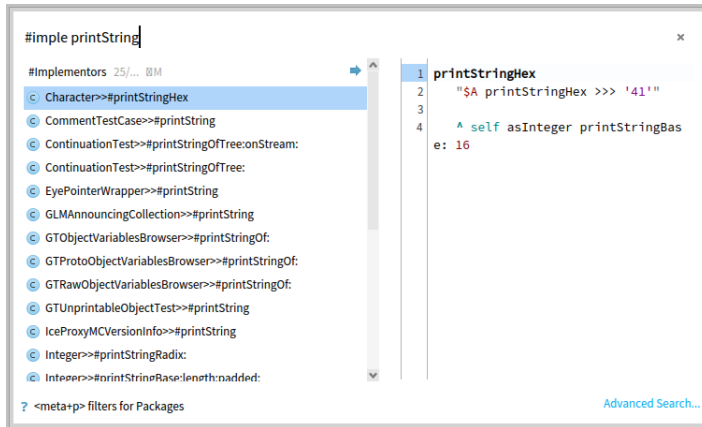 #imple printString
×
#Implementors 25/... M
Character>>#printStringHex
CommentTestCase>>#printString
ContinuationTest>>#printStringOfTree:onStream:
ContinuationTest>>#printStringOfTree:
EyePointerWrapper>>#printString
GLMAnnouncingCollection>>#printString
GTObjectVariablesBrowser>>#printStringOf:
GTProtoObjectVariablesBrowser>>#printStringOf:
GTRawObjectVariablesBrowser>>#printStringOf:
GTUnprintableObjectTest>>#printString
IceProxyMCVersionInfo>>#printString
Integer>>#printStringRadix:
Integer>>#printStringBase:length:padded:
1 printStringHex
2 "$A printStringHex >>> '41'"
3
4 ^ self asInteger printStringBas
e: 16
? <meta+p> filters for Packages
Advanced Search...